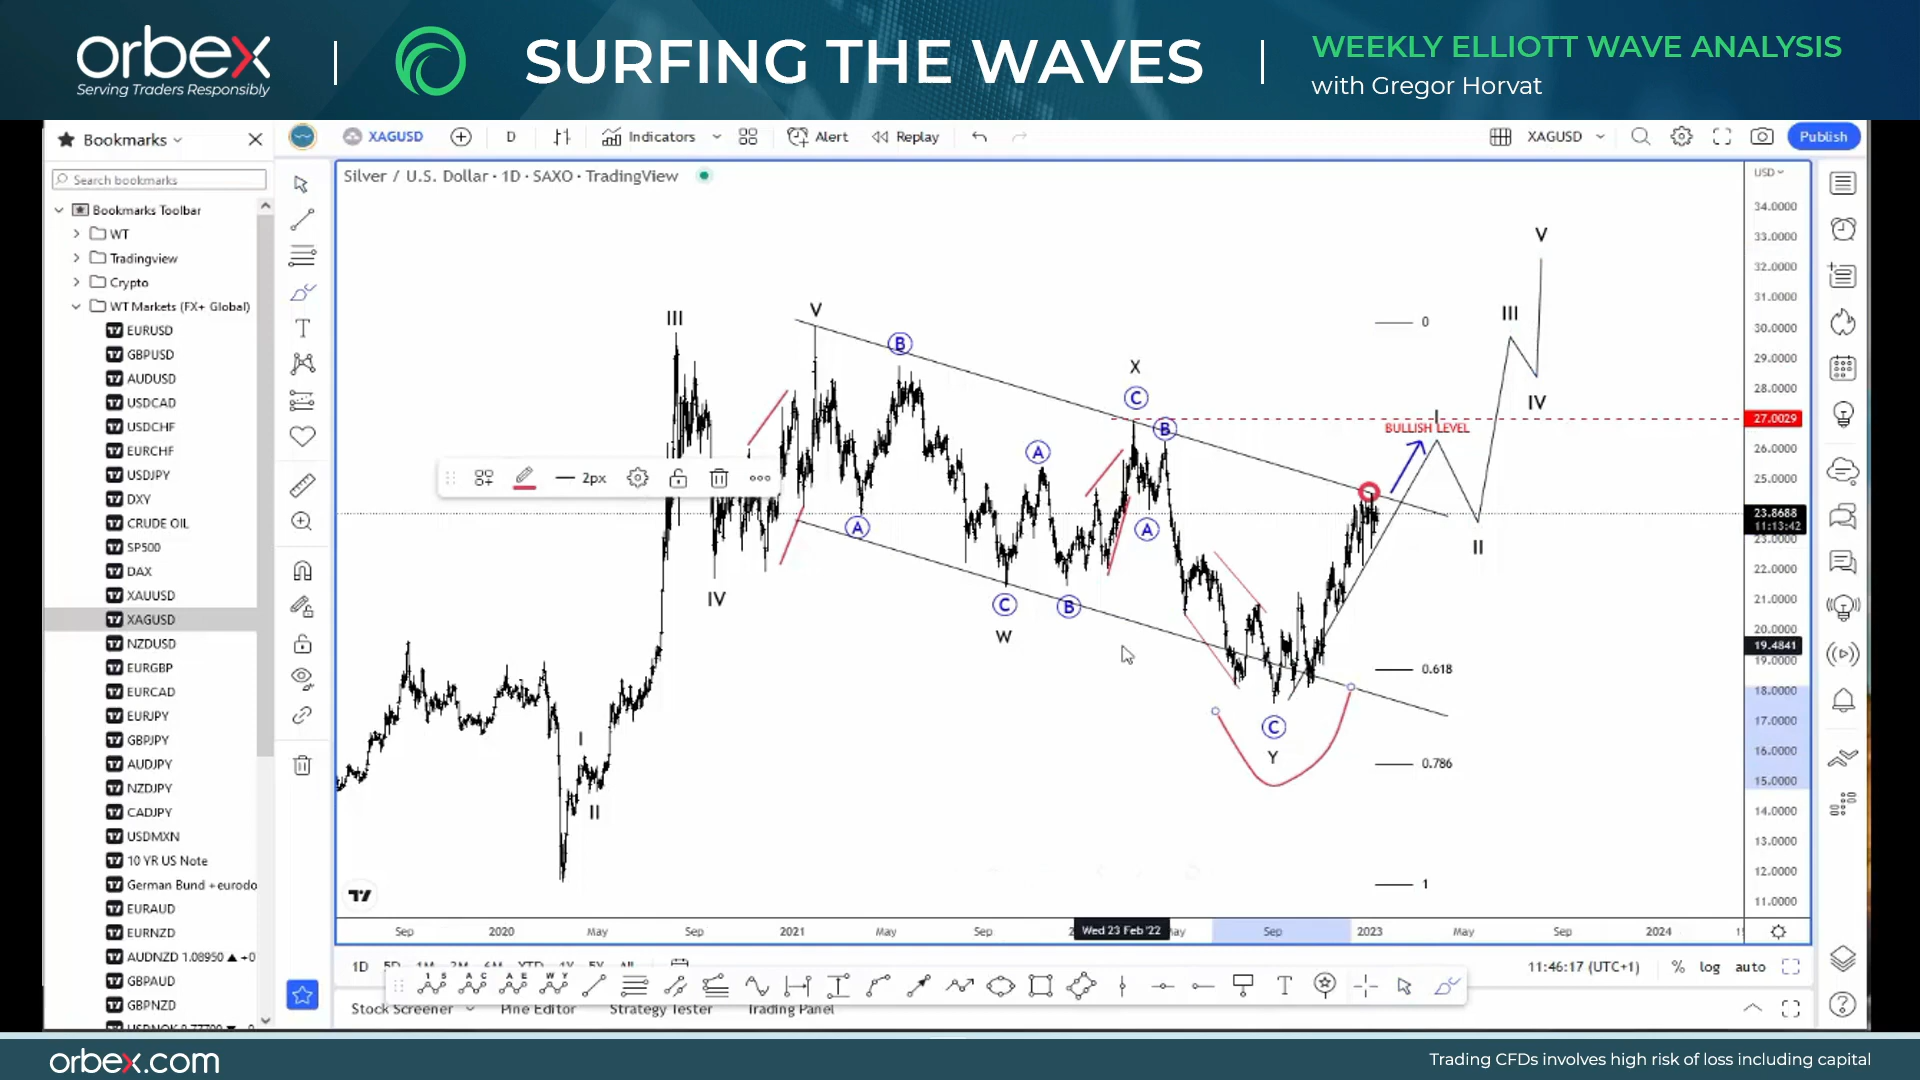 orbex
Serving Traders Responsibly
SURFING THE WAVES
WEEKLY ELLIOTT WAVE ANALYSIS
with Gregor Horvat
Bookmarks
XAGUSD
D
Indicators
Alert
Replay
XAGUSD
Publish
Search bookmarks
Bookmarks Toolbar
WT
Tradingview
Crypto
WT Markets (FX+ Global)
EURUSD
GBPUSD
AUDUSD
USDCAD
USDCHF
EURCHF
USDJPY
DXY
CRUDE OIL
SP500
DAX
XAUUSD
XAGUSD
NZDUSD
EURGBP
EURCAD
EURJPY
GBPJPY
AUDJPY
NZDJPY
CADJPY
USDMXN
10 YR US Note
German Bund + eurodo
EURAUD
EURNZD
AUDNZD 1.08950 ▲ +0
GBPAUD
GBPNZD
Silver / U.S. Dollar · 1D · SAXO · TradingView
USD
34.0000
33.0000
32.0000
31.0000
30.0000
29.0000
28.0000
27.0029
26.0000
25.0000
23.8688
11:13:42
23.0000
22.0000
21.0000
20.0000
19.4841
19.0000
18.0000
17.0000
16.0000
15.0000
14.0000
13.0000
12.0000
11.0000
V
III
V
III
0
B
X
C
IV
I
BULLISH LEVEL
B
A
2px
A
A
II
IV
C
B
W
0.618
C
Y
I
0.786
II
1
Sep
2020
May
Sep
2021
May
Sep
Wed 23 Feb '22
May
Sep
2023
May
Sep
2024
1D
11:46:17 (UTC+1)
%
log
auto
Stock Screener
Pine Editor
Strategy Tester
Trading Panel
orbex.com
Trading CFDs involves high risk of loss including capital